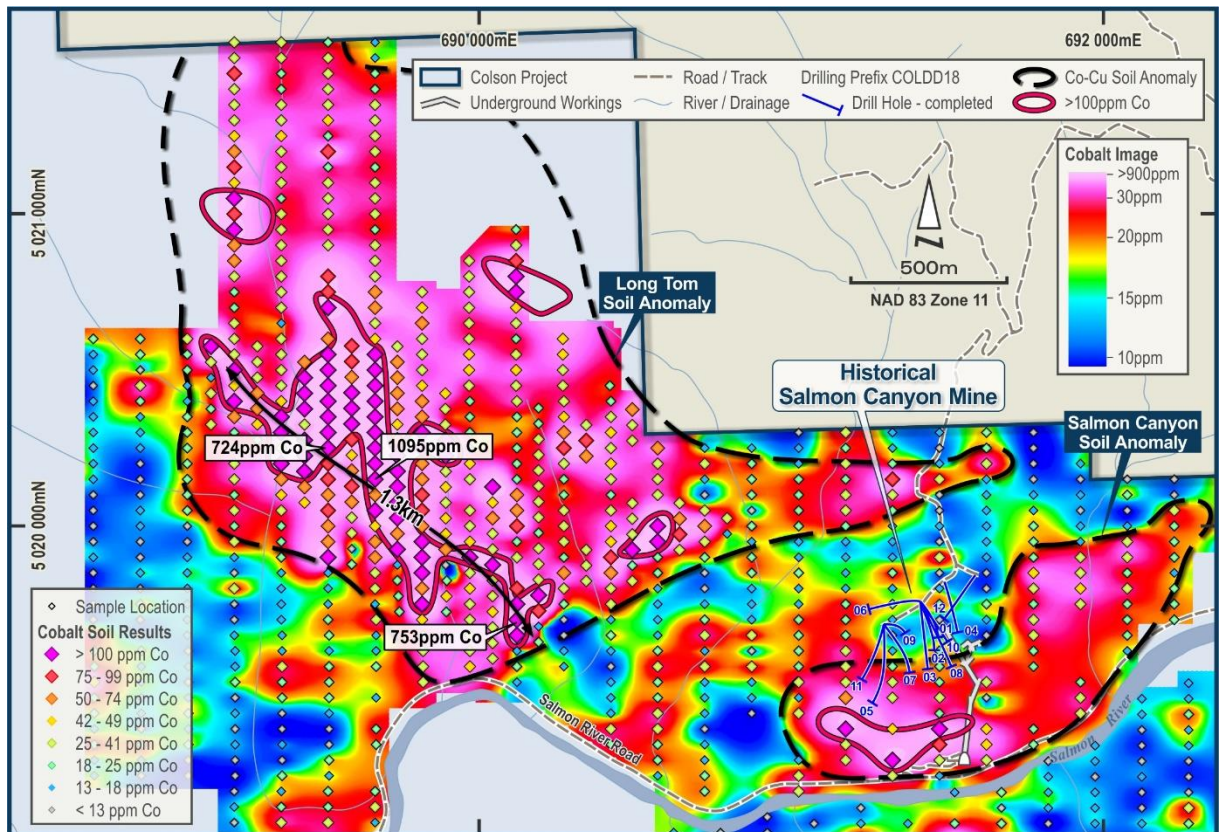 690 000mE
692 000mE
Colson Project
Road / Track
Drilling Prefix COLDD18
Co-Cu Soil Anomaly
Underground Workings
River / Drainage
Drill Hole - completed
>100ppm Co
Cobalt Image
>900ppm
30ppm
20ppm
15ppm
10ppm
5 021 000mN
Z
500m
NAD 83 Zone 11
Long Tom
Soil Anomaly
Historical
Salmon Canyon Mine
Salmon Canyon
Soil Anomaly
724ppm Co
1095ppm Co
1.3km
5 020 000mN
753ppm Co
Sample Location
Cobalt Soil Results
> 100 ppm Co
75 - 99 ppm Co
50 - 74 ppm Co
42 - 49 ppm Co
25 - 41 ppm Co
18 - 25 ppm Co
13 - 18 ppm Co
< 13 ppm Co
06
12
01
04
09
10
02
03
08
07
11
05
Salmon River Road
Salmon River